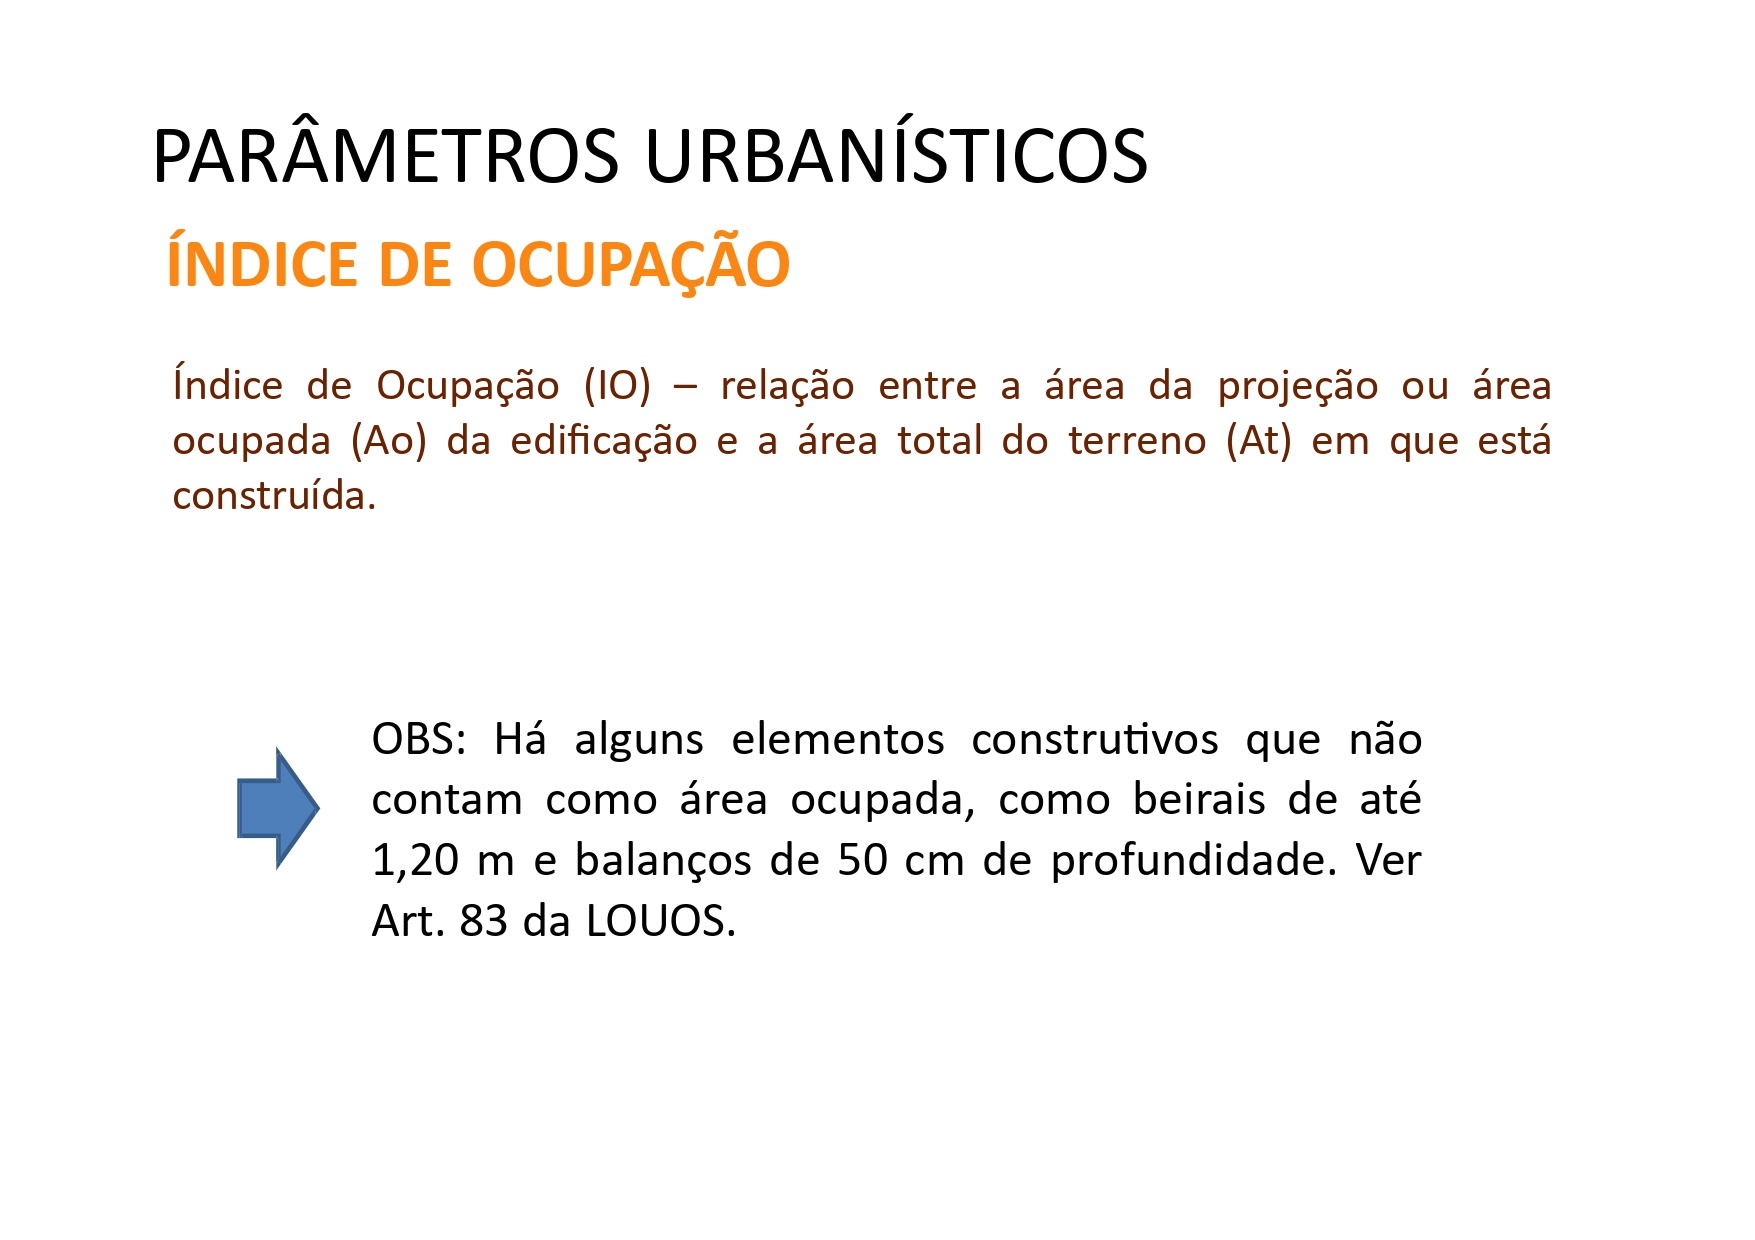 PARÂMETROS URBANÍSTICOS
ÍNDICE DE OCUPAÇÃO
Índice de Ocupação (IO) – relação entre a área da projeção ou área
ocupada (Ao) da edificação e a área total do terreno (At) em que está
construída.
OBS: Há alguns elementos construtivos que não
contam como área ocupada, como beirais de até
1,20 m e balanços de 50 cm de profundidade. Ver
Art. 83 da LOUOS.